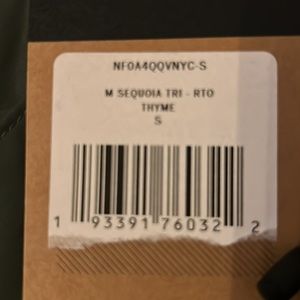 NF0A4QQVNYC-S
M SEQUOIA TRI - RTO
THYME
S
1 93391 76032 2